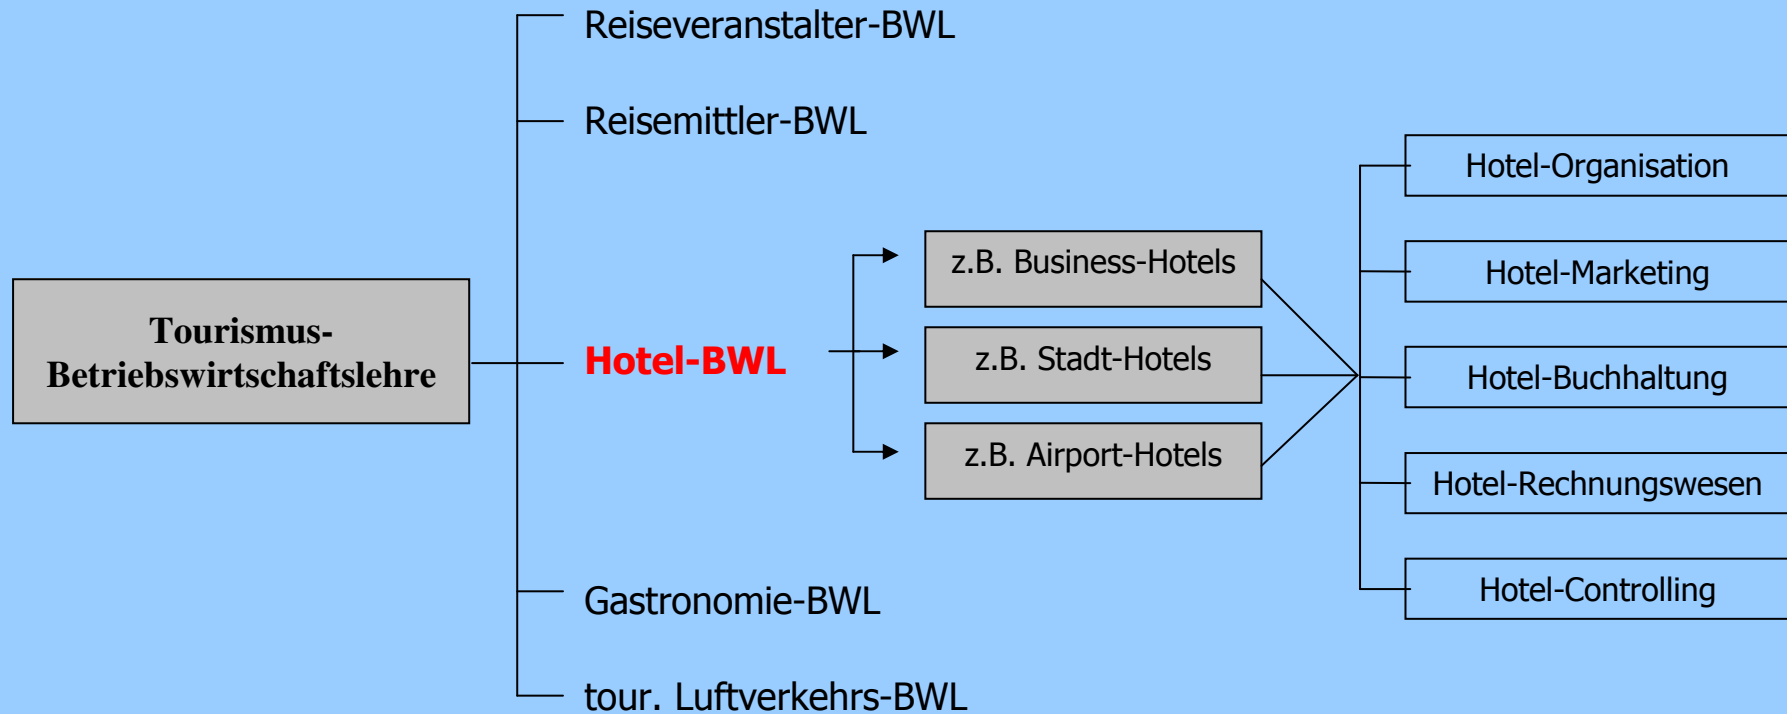 Reiseveranstalter-BWL
Reisemittler-BWL
Tourismus-
Betriebswirtschaftslehre
Hotel-BWL
Gastronomie-BWL
tour. Luftverkehrs-BWL
z.B. Business-Hotels
z.B. Stadt-Hotels
z.B. Airport-Hotels
Hotel-Organisation
Hotel-Marketing
Hotel-Buchhaltung
Hotel-Rechnungswesen
Hotel-Controlling